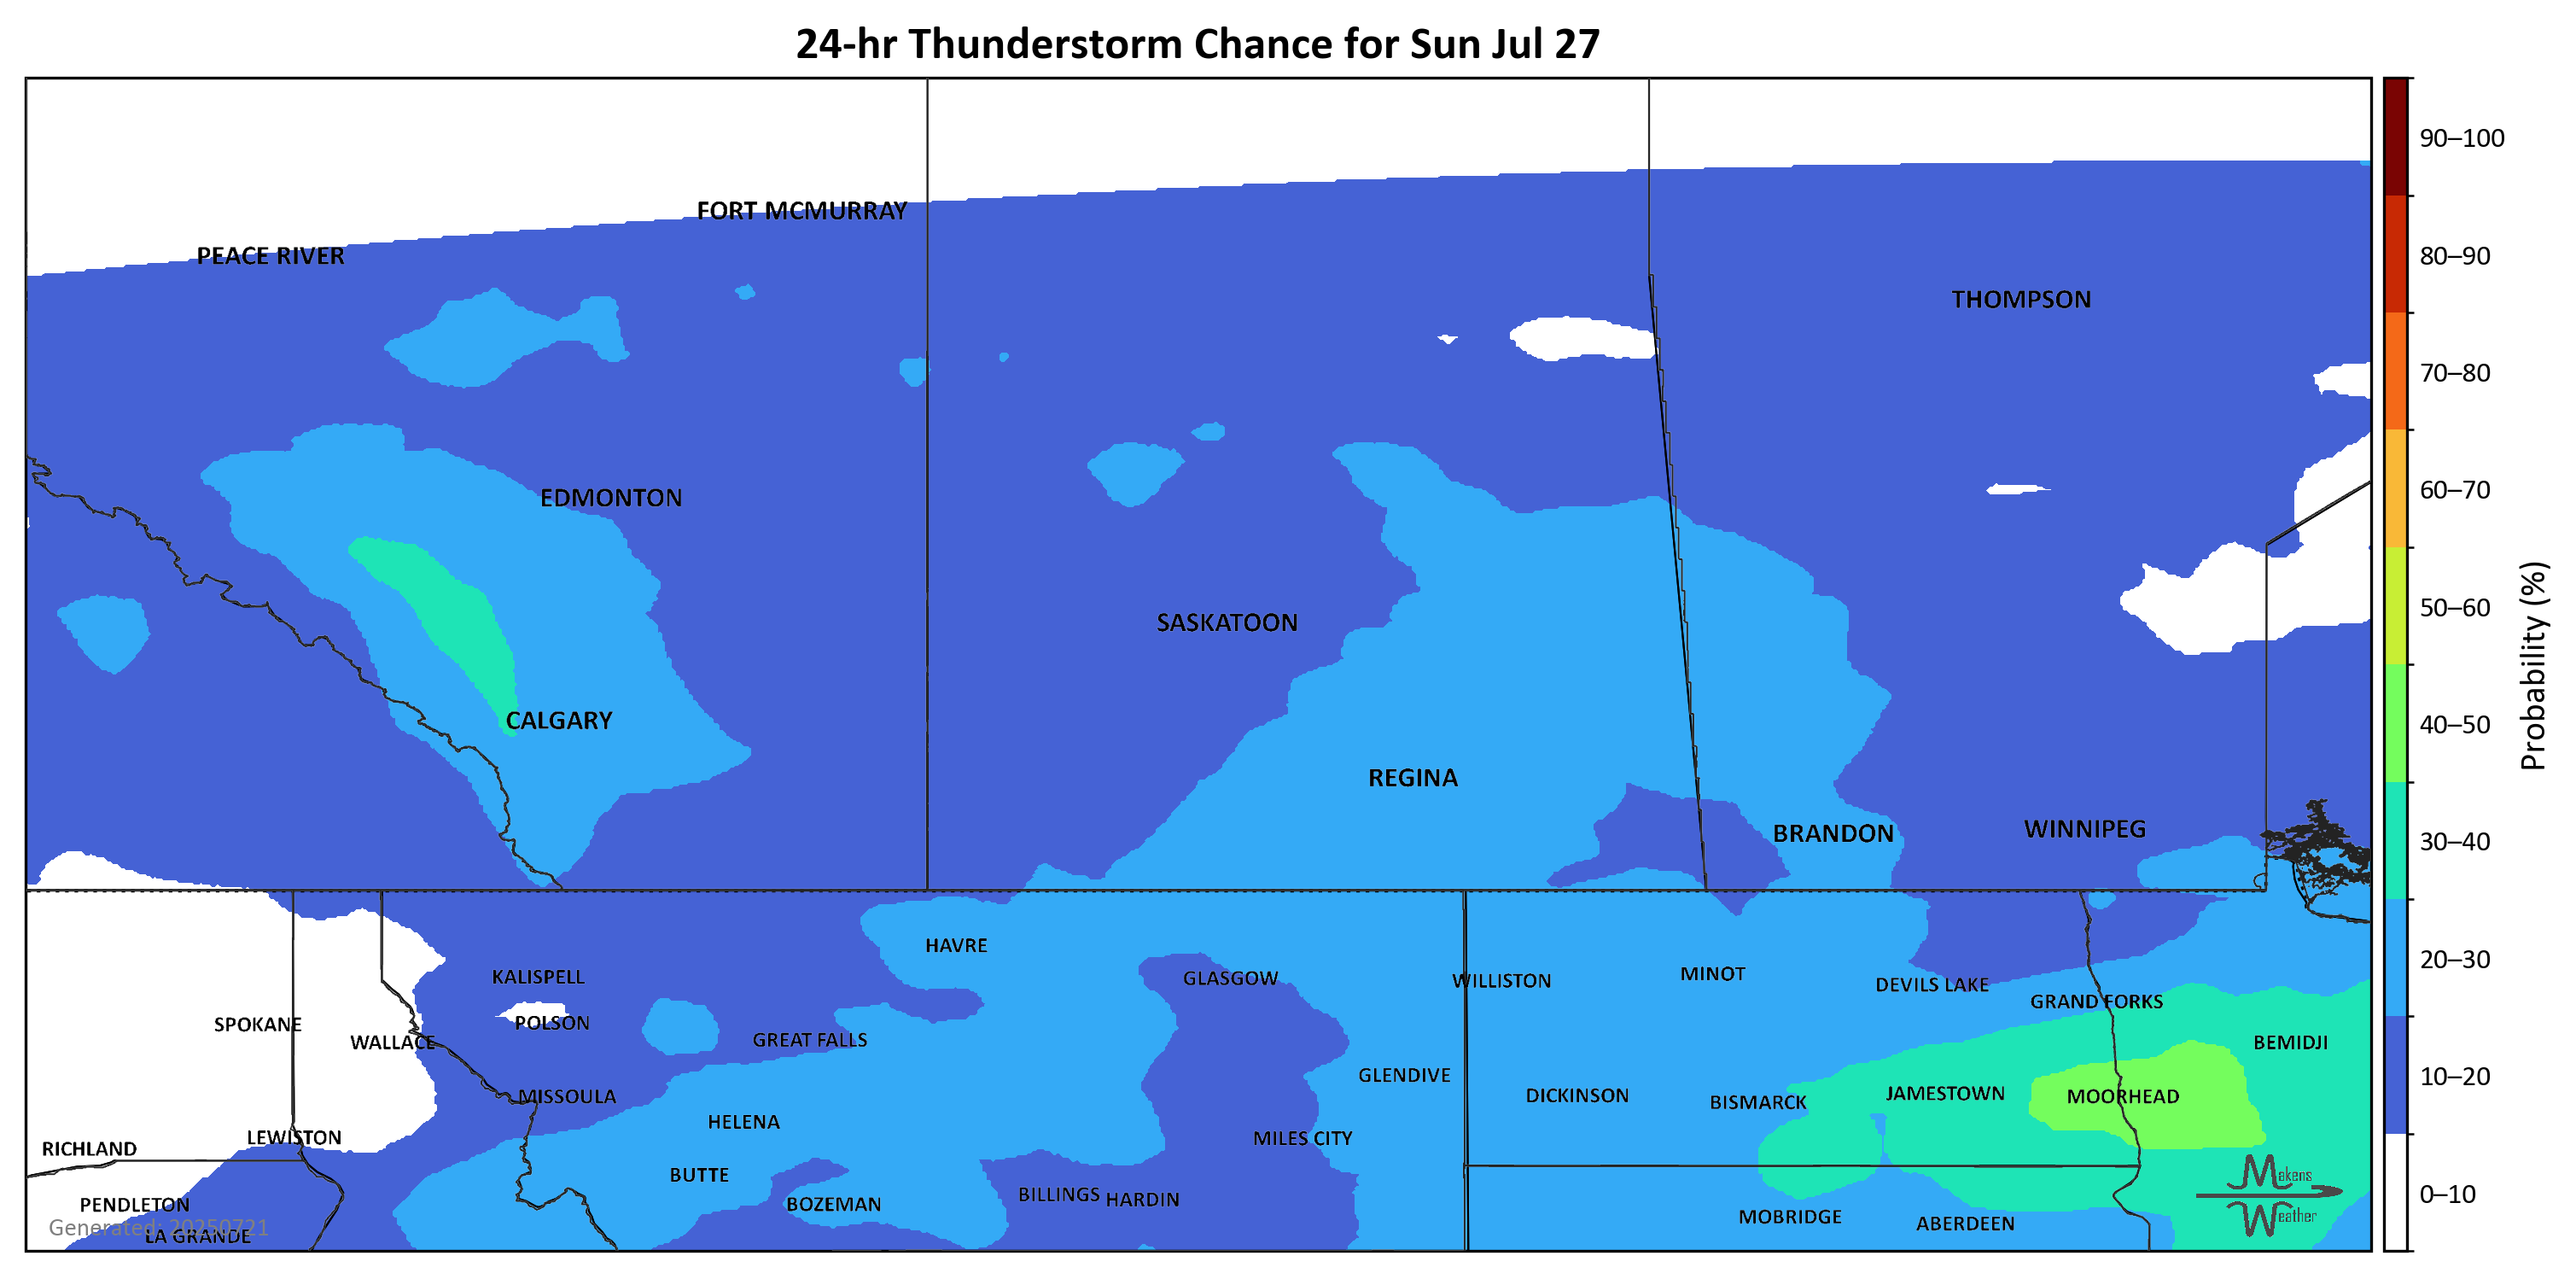 24-hr Thunderstorm Chance for Sun Jul 27
90–100
FORT MCMURRAY
PEACE RIVER
80–90
THOMPSON
70–80
60–70
EDMONTON
50–60
SASKATOON
Probability (%)
CALGARY
40–50
REGINA
WINNIPEG
BRANDON
30–40
HAVRE
20–30
MINOT
KALISPELL
GLASGOW
WILLISTON
DEVILS LAKE
GRAND FORKS
POLSON
SPOKANE
GREAT FALLS
WALLACE
BEMIDJI
GLENDIVE
10–20
JAMESTOWN
DICKINSON
MISSOULA
MOORHEAD
BISMARCK
HELENA
LEWISTON
MILES CITY
RICHLAND
BUTTE
Makens
Weather
0–10
BILLINGS
HARDIN
PENDLETON
BOZEMAN
MOBRIDGE
ABERDEEN
Generated: 20250721
LA GRANDE